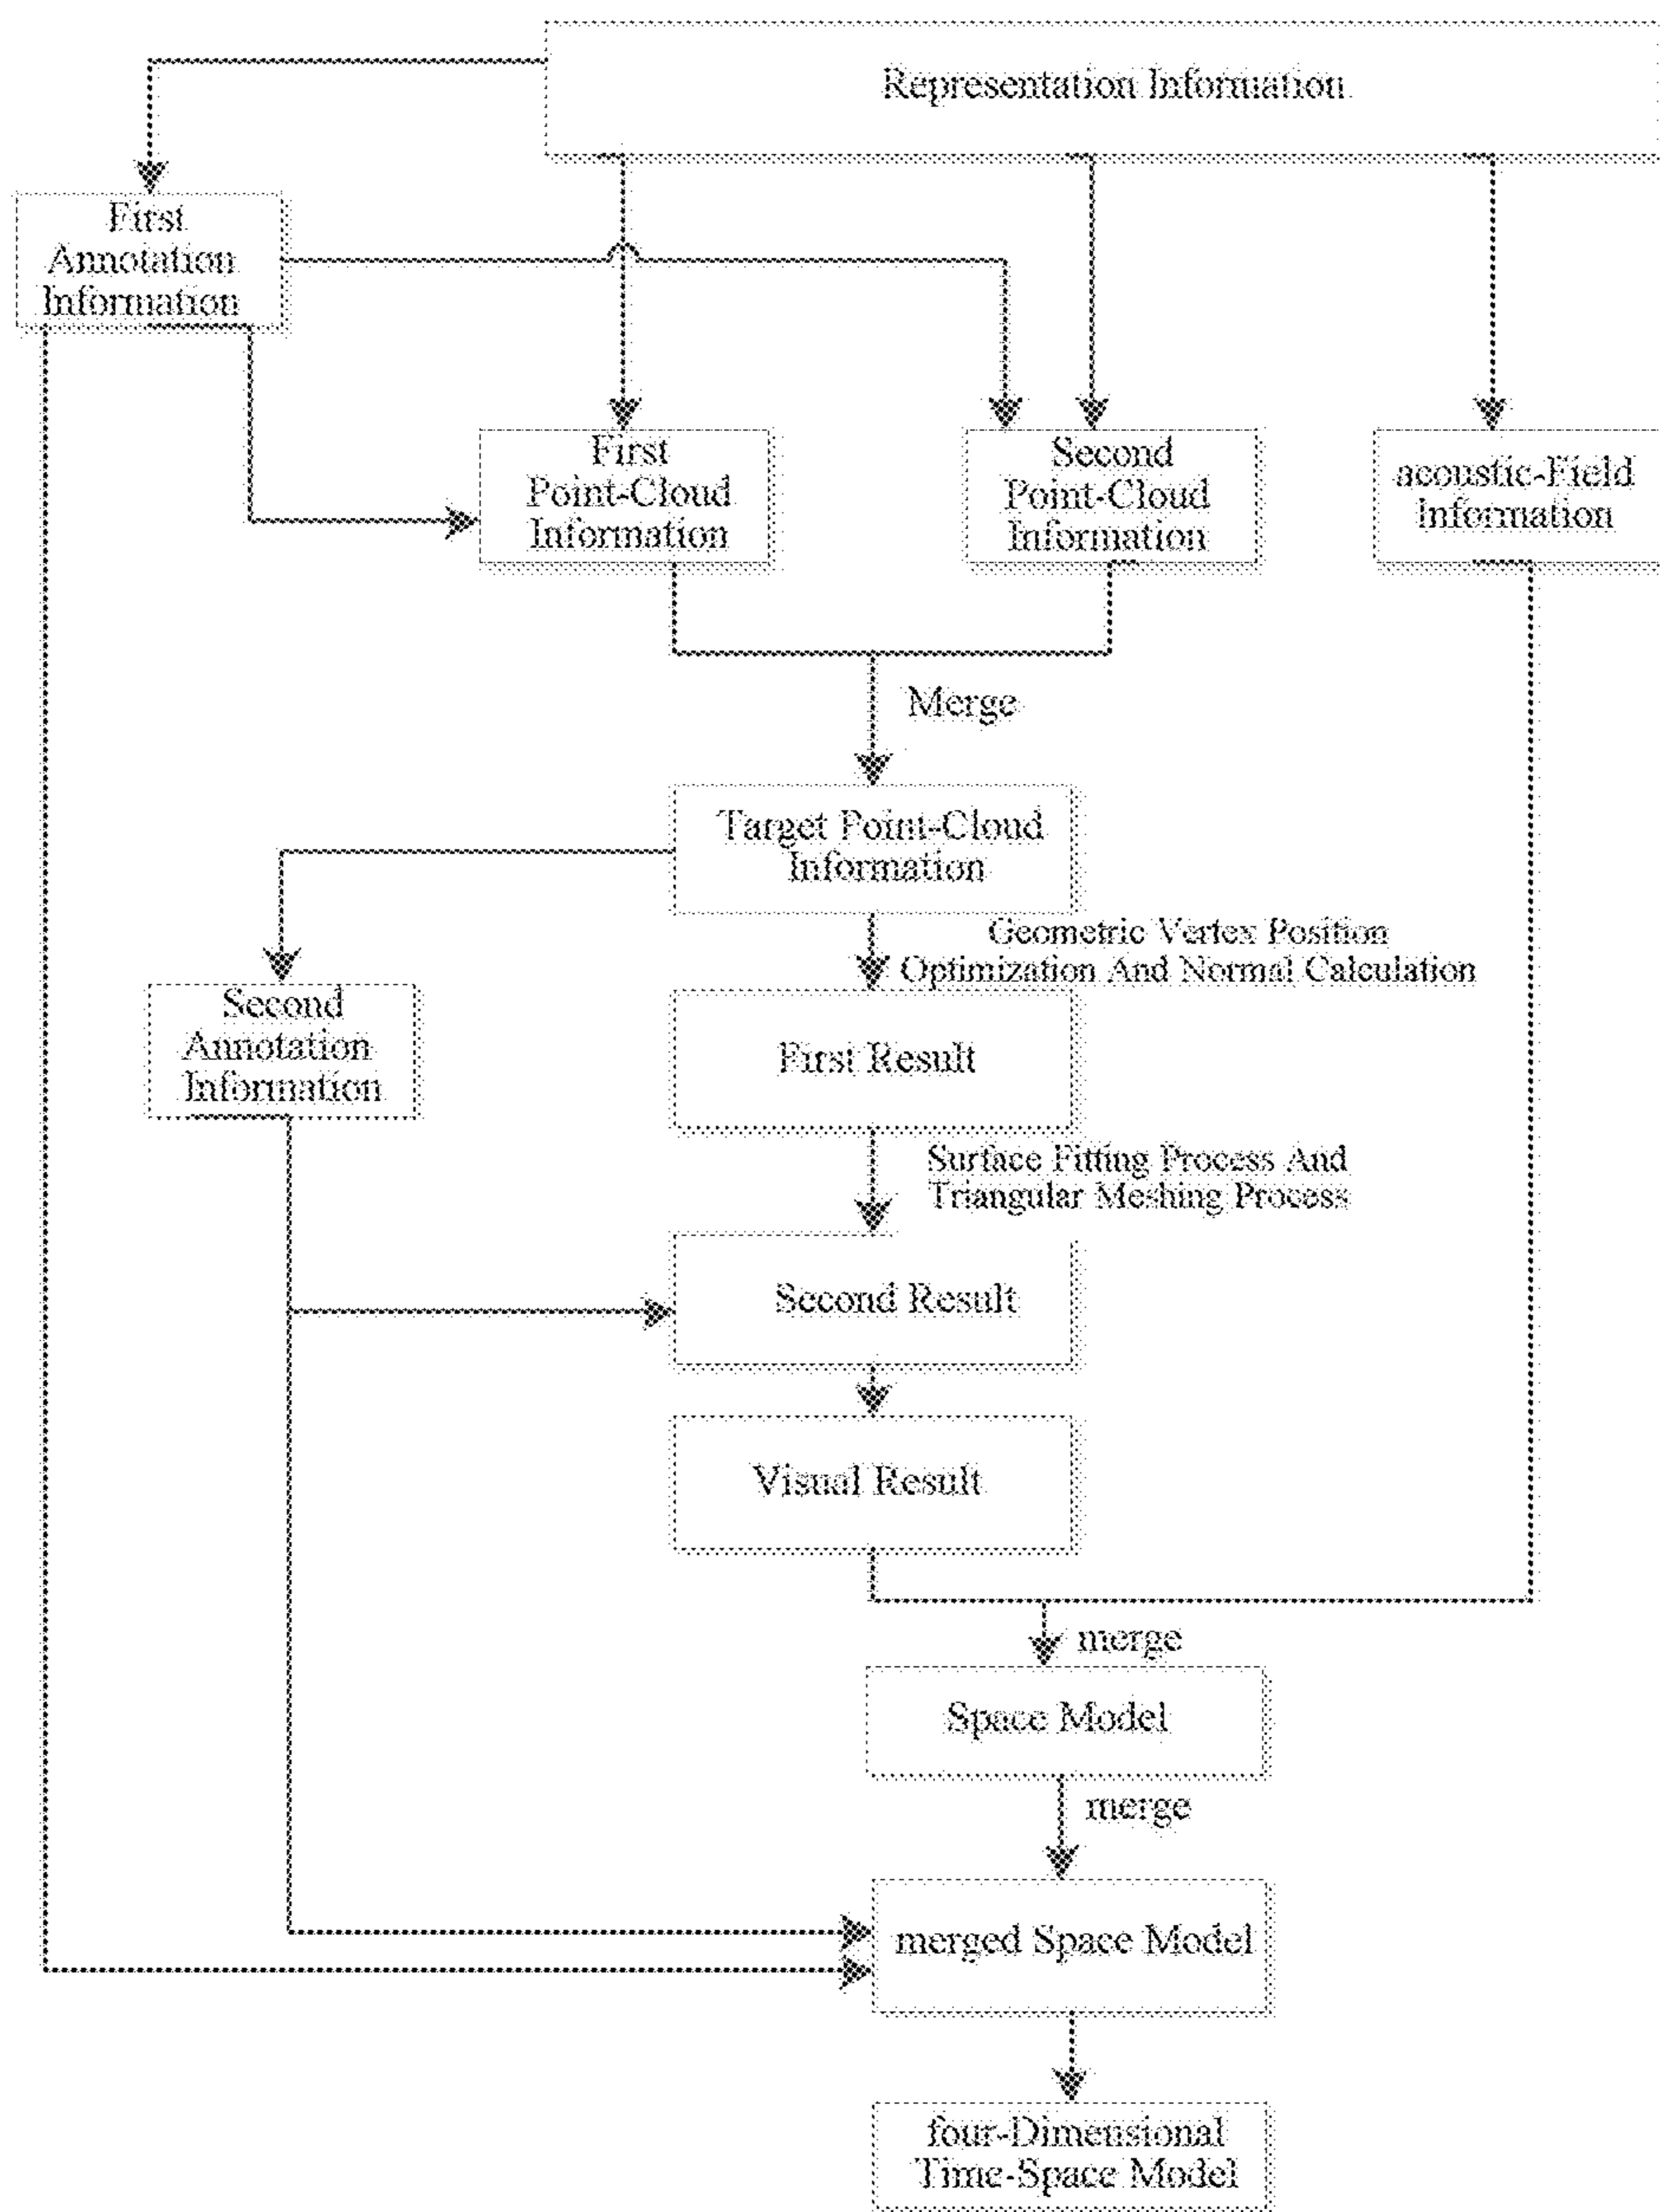 Representation Information
First
Annotation
Information
First
Point-Cloud
Information
Second
Point-Cloud
Information
acoustic-Field
Information
Merge
Target Point-Cloud
Information
Geometric Vertex Position
Optimization And Normal Calculation
Second
Annotation
Information
First Result
Surface Fitting Process And
Triangular Meshing Process
Second Result
Visual Result
merge
Space Model
merge
merged Space Model
four-Dimensional
Time-Space Model